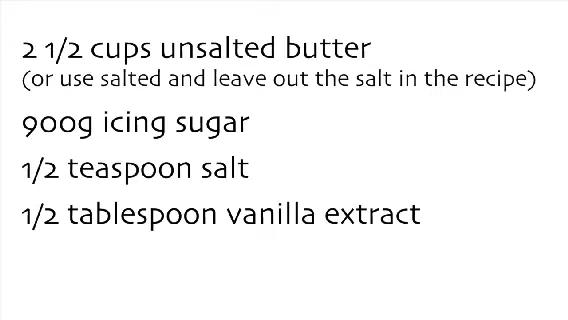 2 1/2 cups unsalted butter
(or use salted and leave out the salt in the recipe)
900g icing sugar
1/2 teaspoon salt
1/2 tablespoon vanilla extract